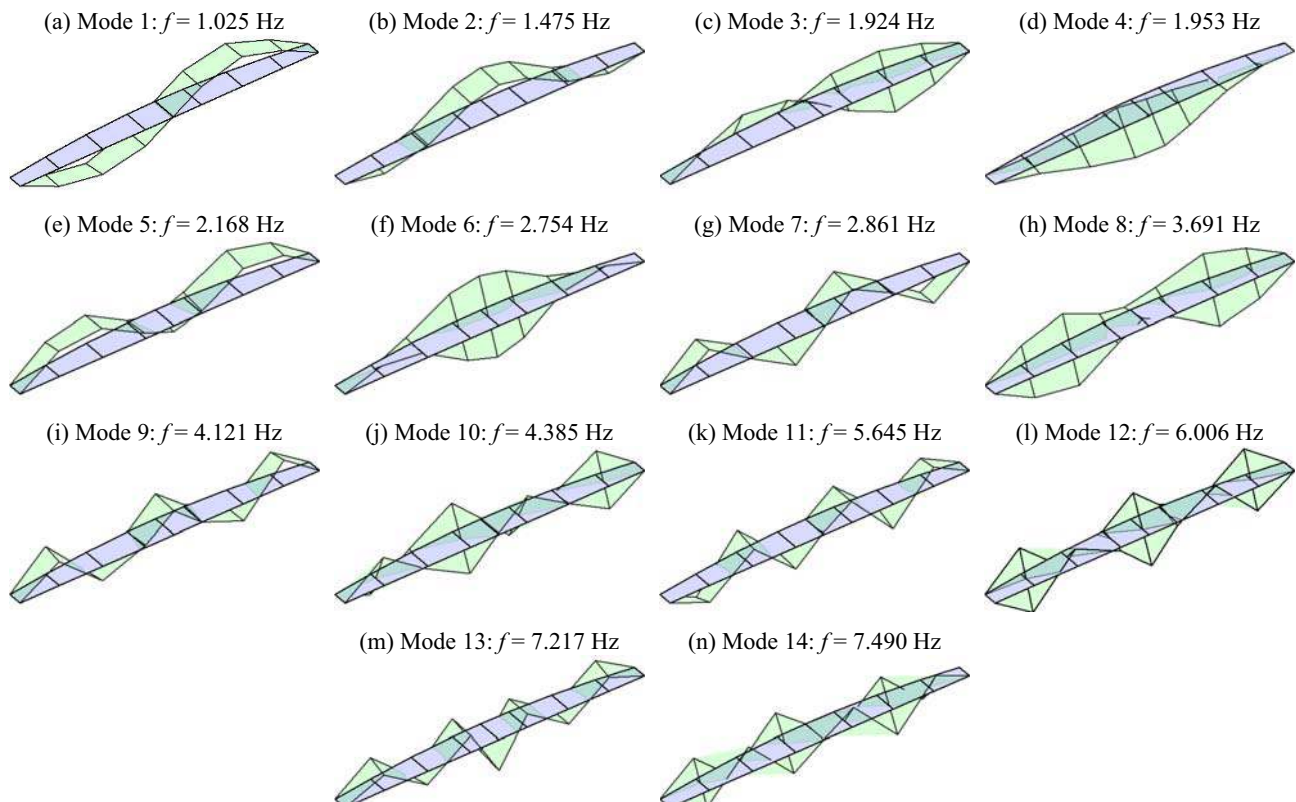 (a) Mode 1: f = 1.025 Hz
(b) Mode 2: f = 1.475 Hz
(c) Mode 3: f = 1.924 Hz
(d) Mode 4: f = 1.953 Hz
(e) Mode 5: f = 2.168 Hz
(f) Mode 6: f = 2.754 Hz
(g) Mode 7: f = 2.861 Hz
(h) Mode 8: f = 3.691 Hz
(i) Mode 9: f = 4.121 Hz
(j) Mode 10: f = 4.385 Hz
(k) Mode 11: f = 5.645 Hz
(l) Mode 12: f = 6.006 Hz
(m) Mode 13: f = 7.217 Hz
(n) Mode 14: f = 7.490 Hz